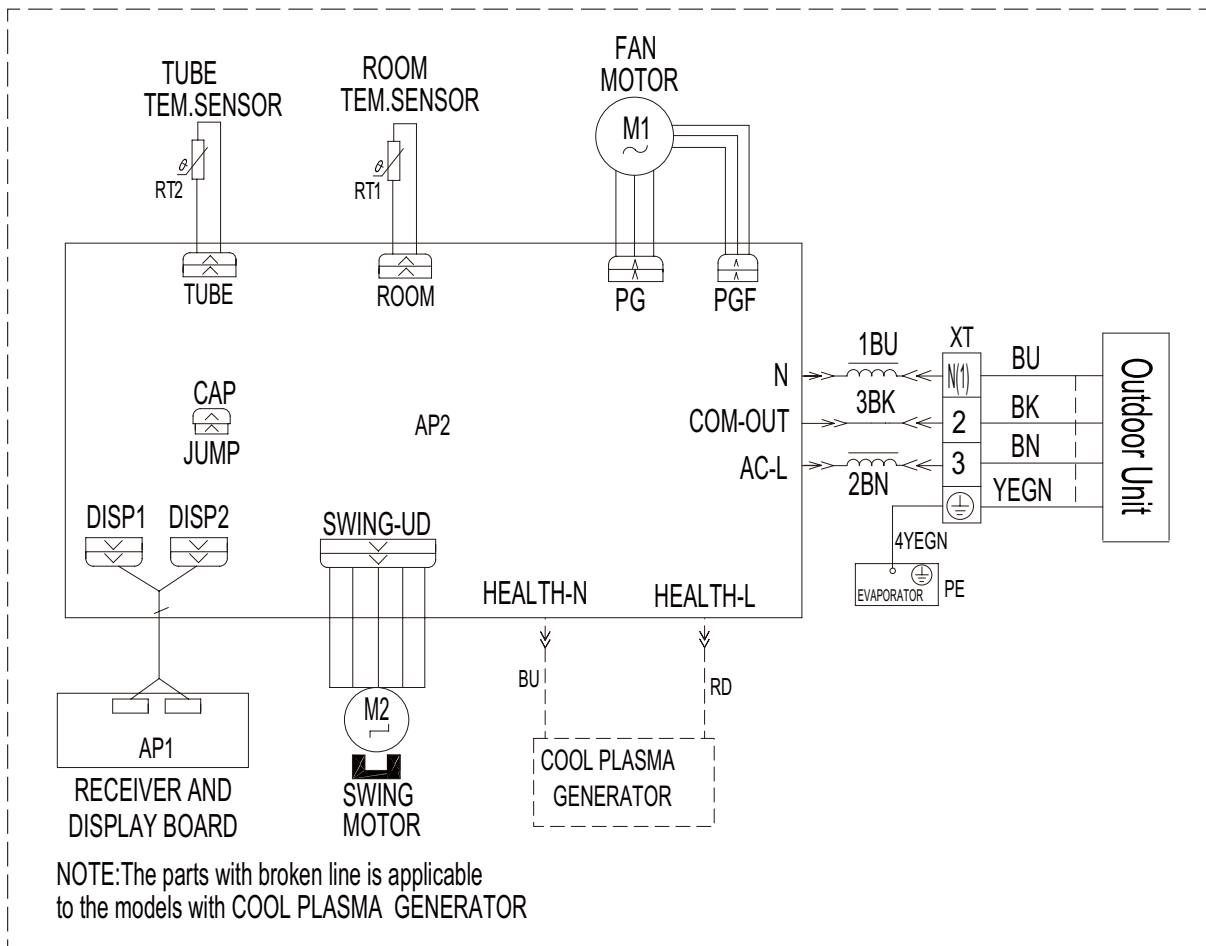 TUBE
TEM.SENSOR
ROOM
TEM.SENSOR
FAN
MOTOR
M1
θ
RT2
θ
RT1
TUBE
ROOM
PG
PGF
CAP
JUMP
AP2
N
COM-OUT
AC-L
1BU
3BK
2BN
XT
N(1)
2
3
BU
BK
BN
YEGN
Outdoor Unit
4YEGN
EVAPORATOR
PE
DISP1
DISP2
SWING-UD
HEALTH-N
HEALTH-L
BU
RD
M2
AP1
RECEIVER AND
DISPLAY BOARD
SWING
MOTOR
COOL PLASMA
GENERATOR
NOTE:The parts with broken line is applicable
to the models with COOL PLASMA GENERATOR